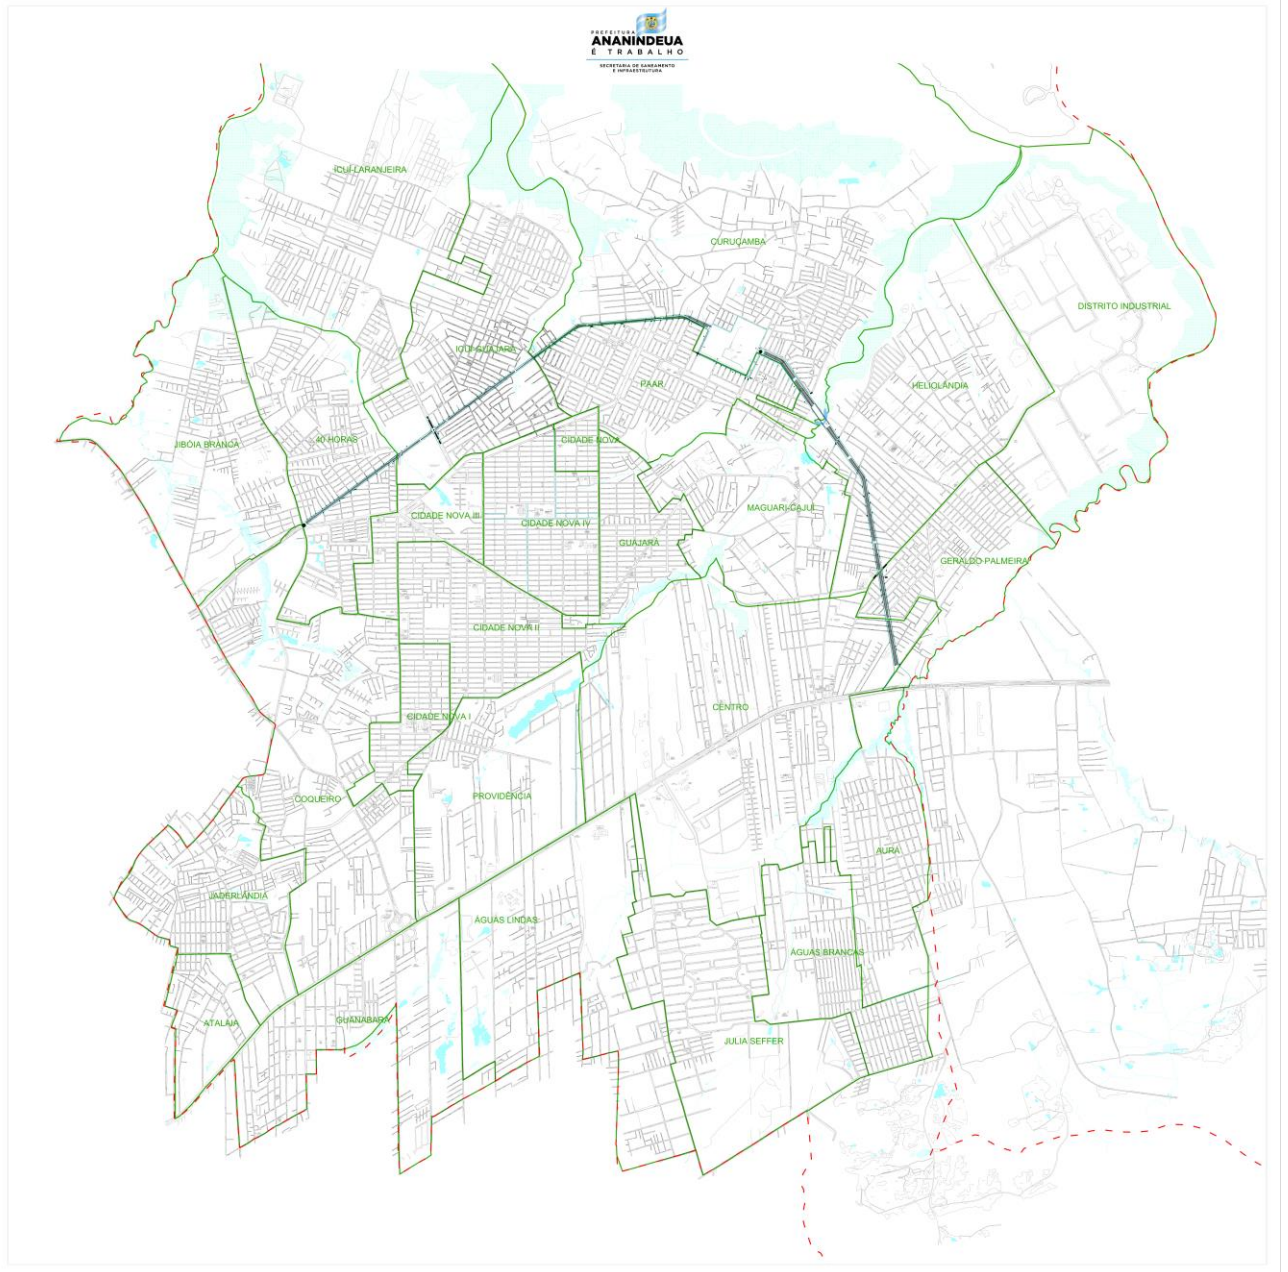 PREFEITURA
ANANINDEUA
É TRABALHO
SECRETARIA DE SANEAMENTO
E INFRAESTRUTURA
ICUÍ-LARANJEIRA
CURUÇAMBA
DISTRITO INDUSTRIAL
ICUÍ-GUAJARÁ
PAAR
HELIOLÂNDIA
JIBÓIA BRANCA
40 HORAS
CIDADE NOVA
MAGUARI-CAJUÍ
CIDADE NOVA III
CIDADE NOVA IV
GUAJARÁ
GERALDO PALMEIRA
CIDADE NOVA II
CENTRO
CIDADE NOVA I
PROVIDÊNCIA
COQUEIRO
AURÁ
JADERLÂNDIA
ÁGUAS LINDAS
ÁGUAS BRANCAS
ATALAIA
GUANABARA
JULIA SEFFER